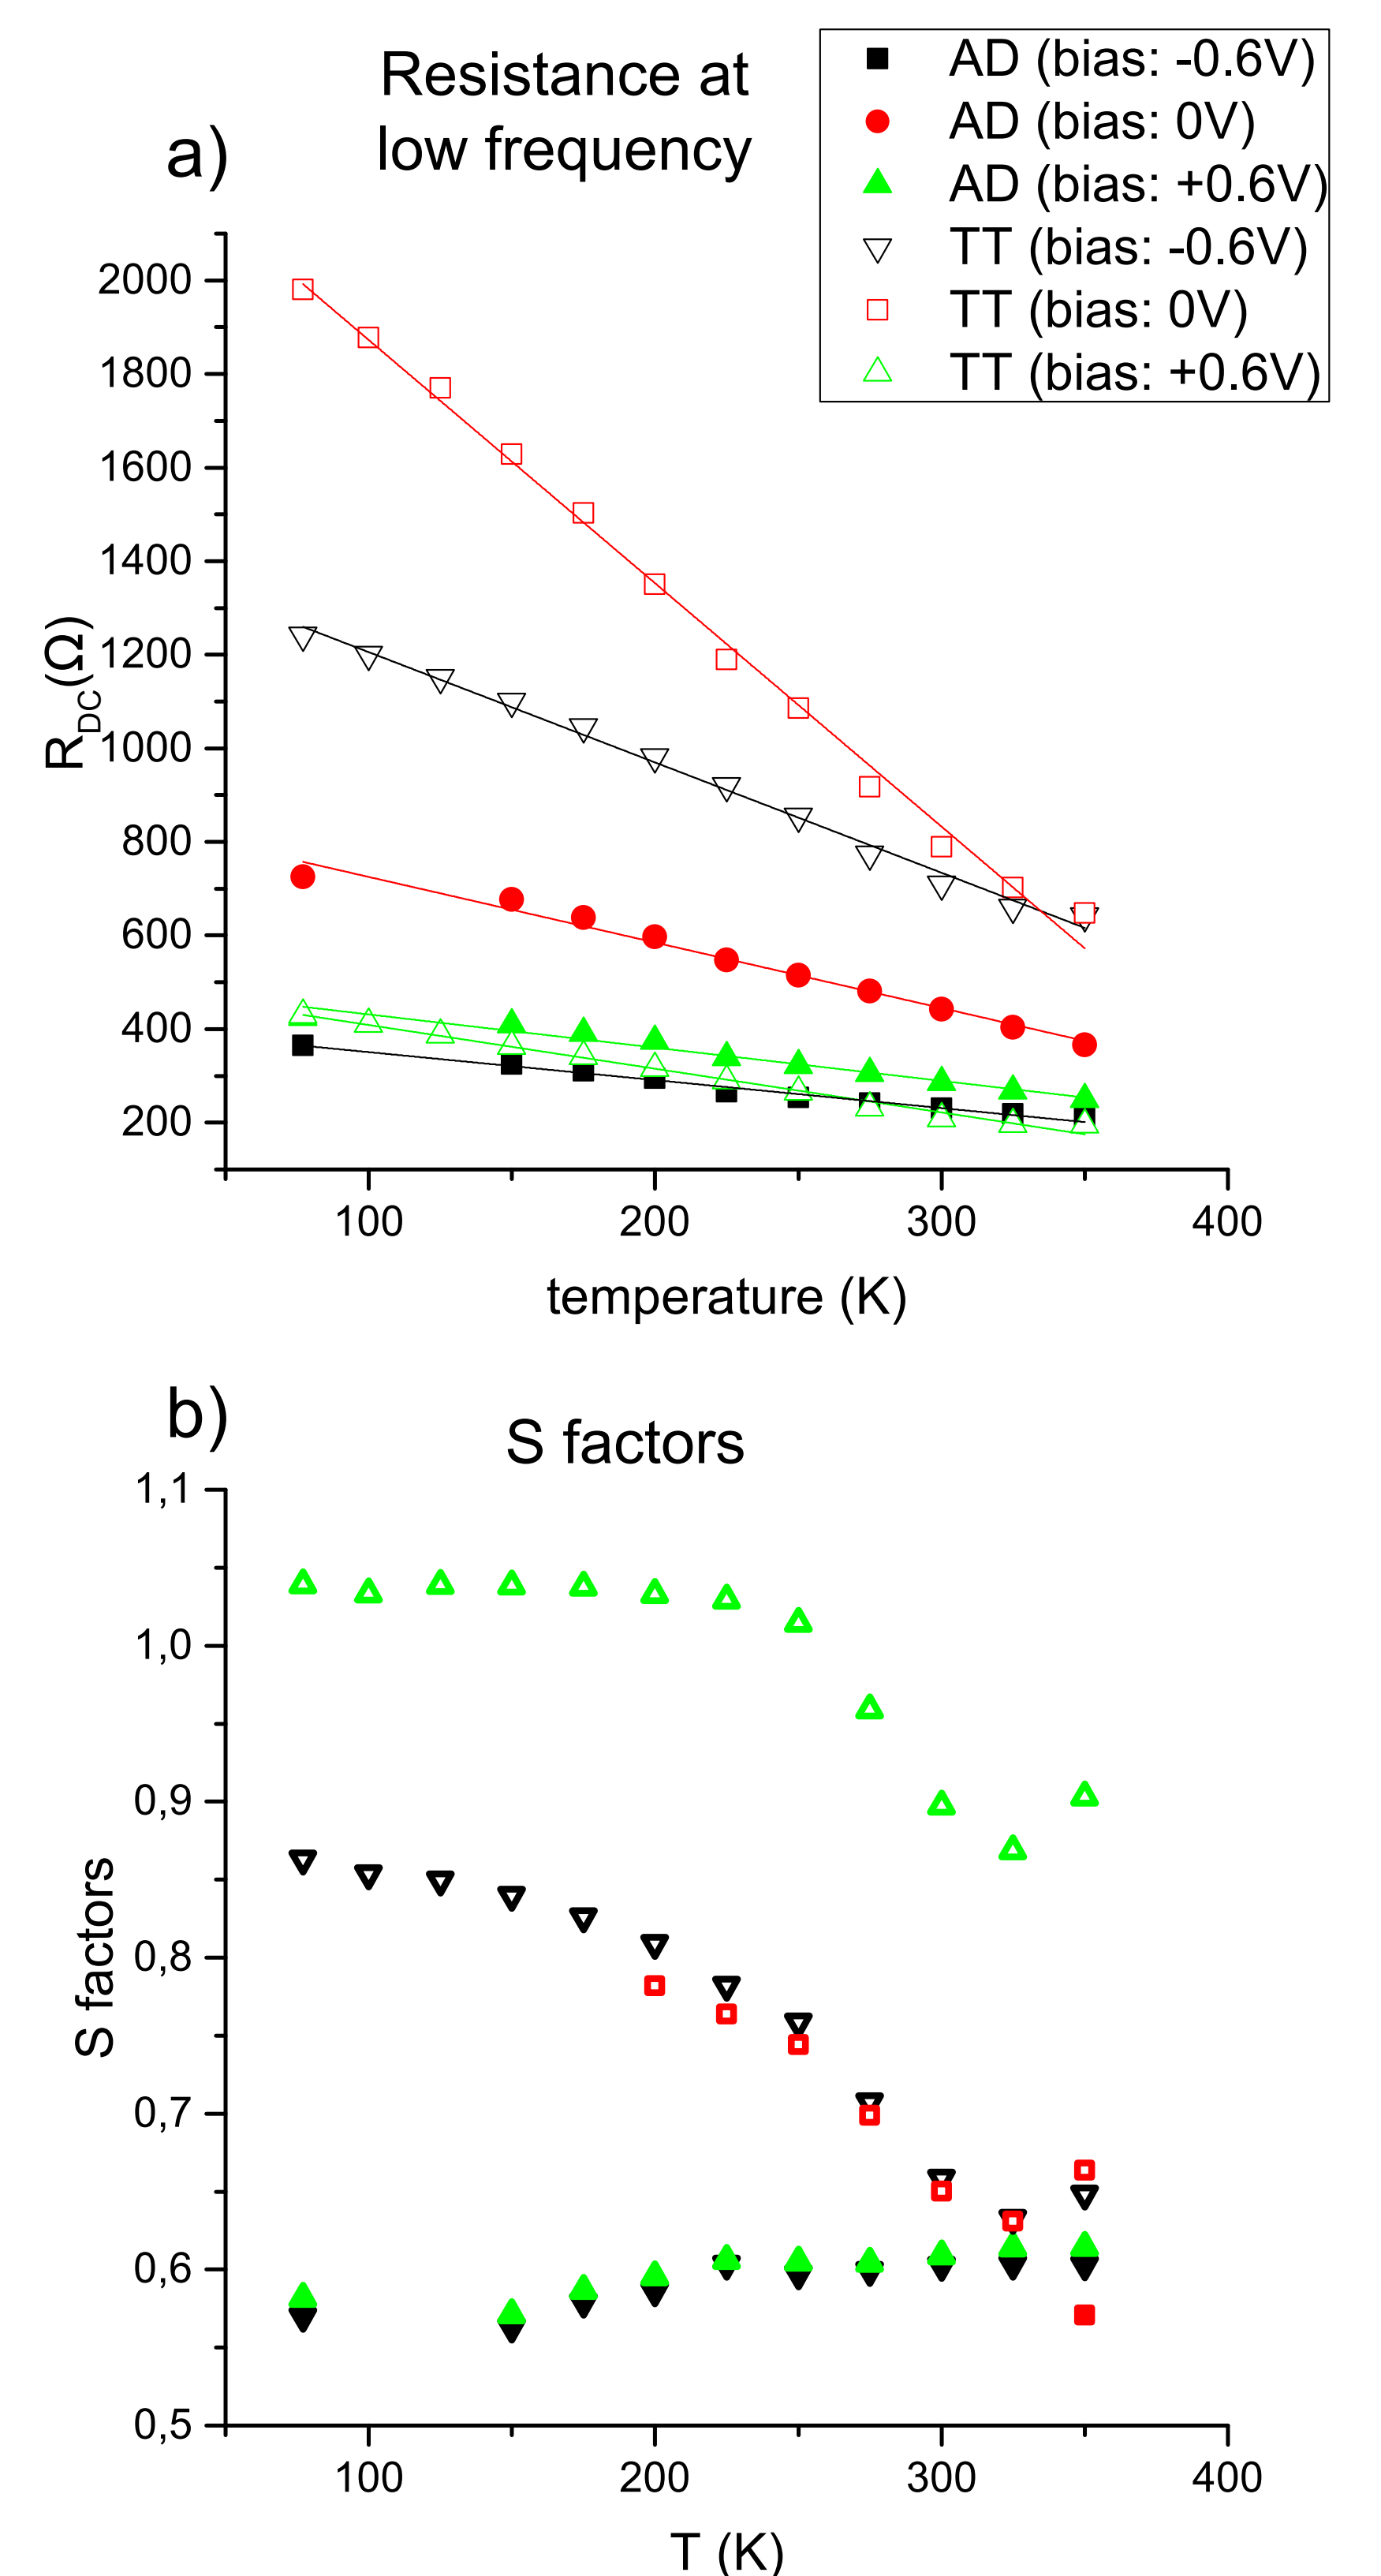 Resistance at
low frequency
a)
AD (bias: -0.6V)
AD (bias: 0V)
AD (bias: +0.6V)
TT (bias: -0.6V)
TT (bias: 0V)
TT (bias: +0.6V)
2000
1800
1600
1400
1200
1000
800
600
400
200
R_DC(Ω)
100 200 300 400
temperature (K)
b)
S factors
1,1
1,0
0,9
0,8
0,7
0,6
0,5
S factors
100 200 300 400
T (K)